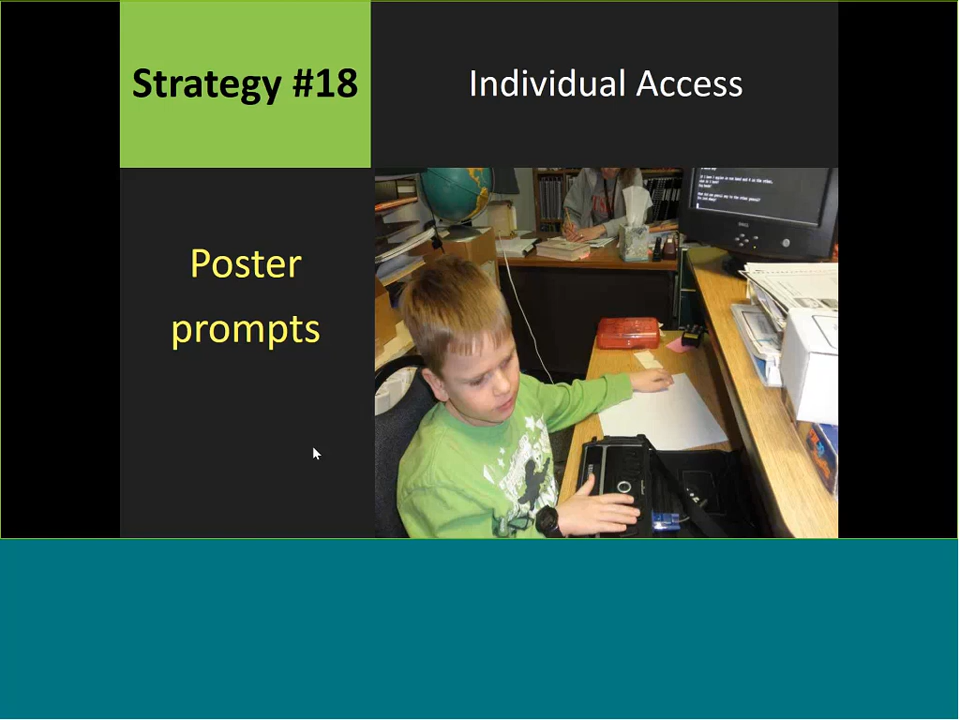 Strategy #18
Individual Access
Poster
prompts